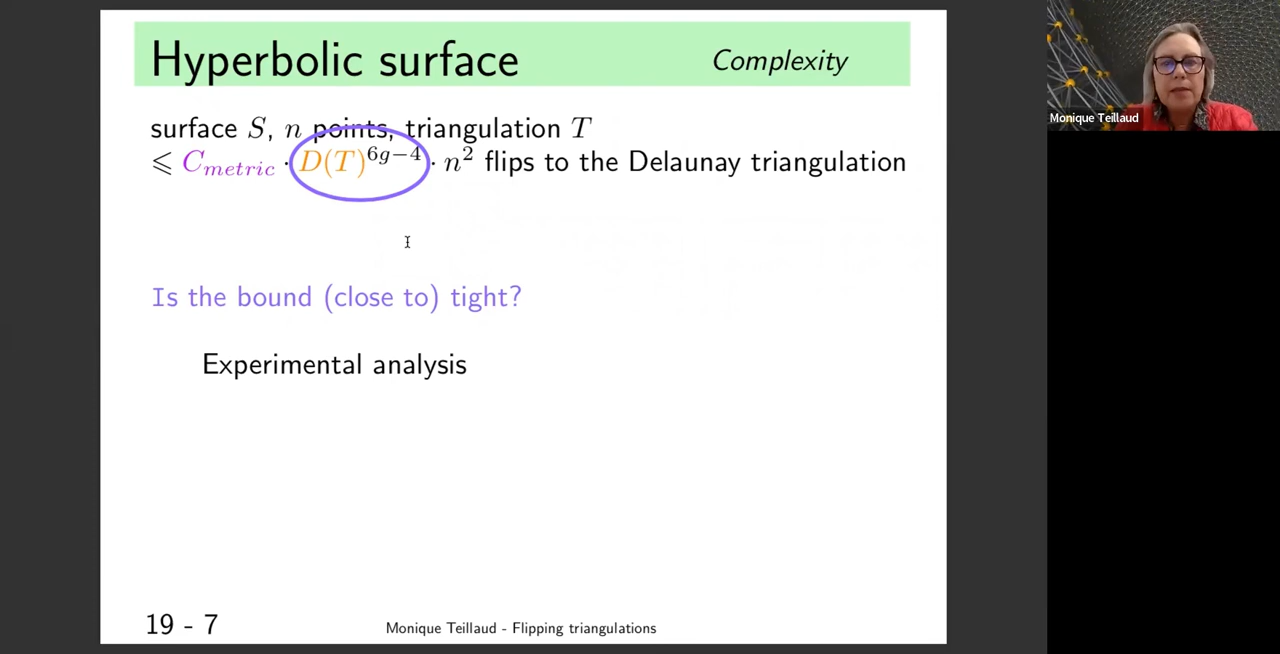 Hyperbolic surface
Complexity
surface S, n points, triangulation T
⩽ C_metric · D(T)^{6g−4} · n² flips to the Delaunay triangulation
Is the bound (close to) tight?
Experimental analysis
19 - 7
Monique Teillaud - Flipping triangulations
Monique Teillaud